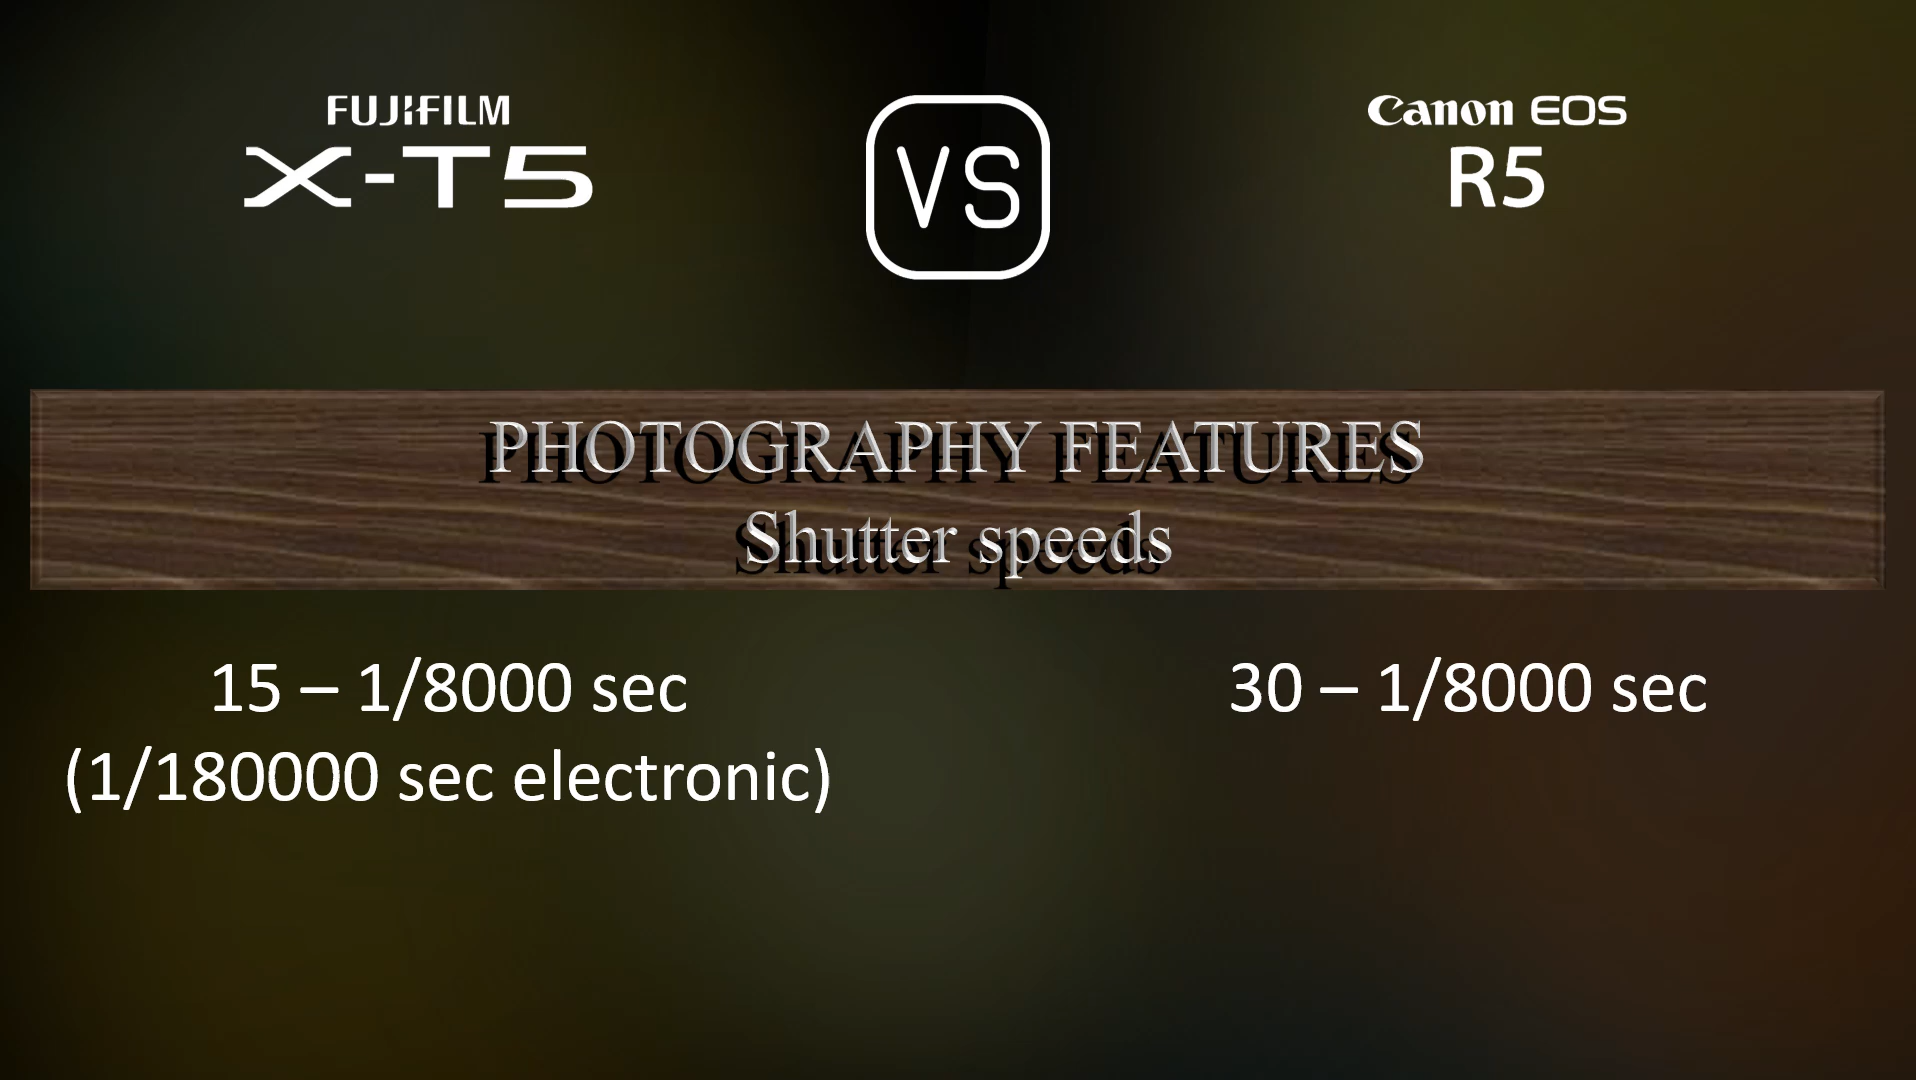 FUJIFILM
X-T5
VS
Canon EOS
R5
PHOTOGRAPHY FEATURES
Shutter speeds
15 – 1/8000 sec
(1/180000 sec electronic)
30 – 1/8000 sec